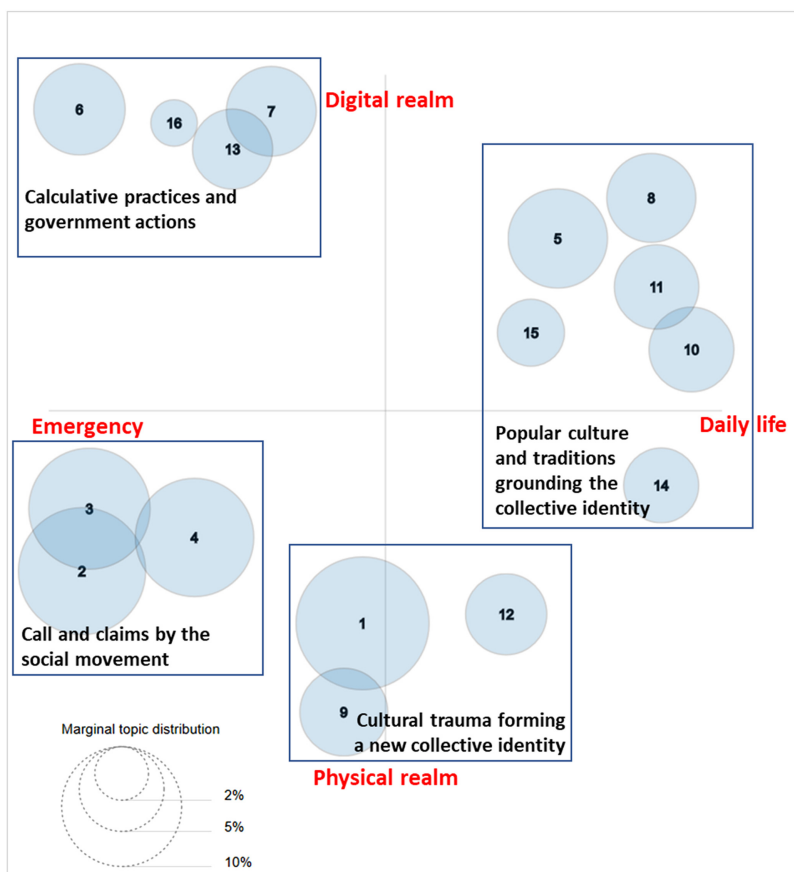 Digital realm
6
16
7
13
Calculative practices and
government actions
8
5
11
15
10
Emergency
Daily life
Popular culture
and traditions
grounding the
collective identity
14
3
4
2
Call and claims by the
social movement
1
12
9
Cultural trauma forming
a new collective identity
Physical realm
Marginal topic distribution
2%
5%
10%